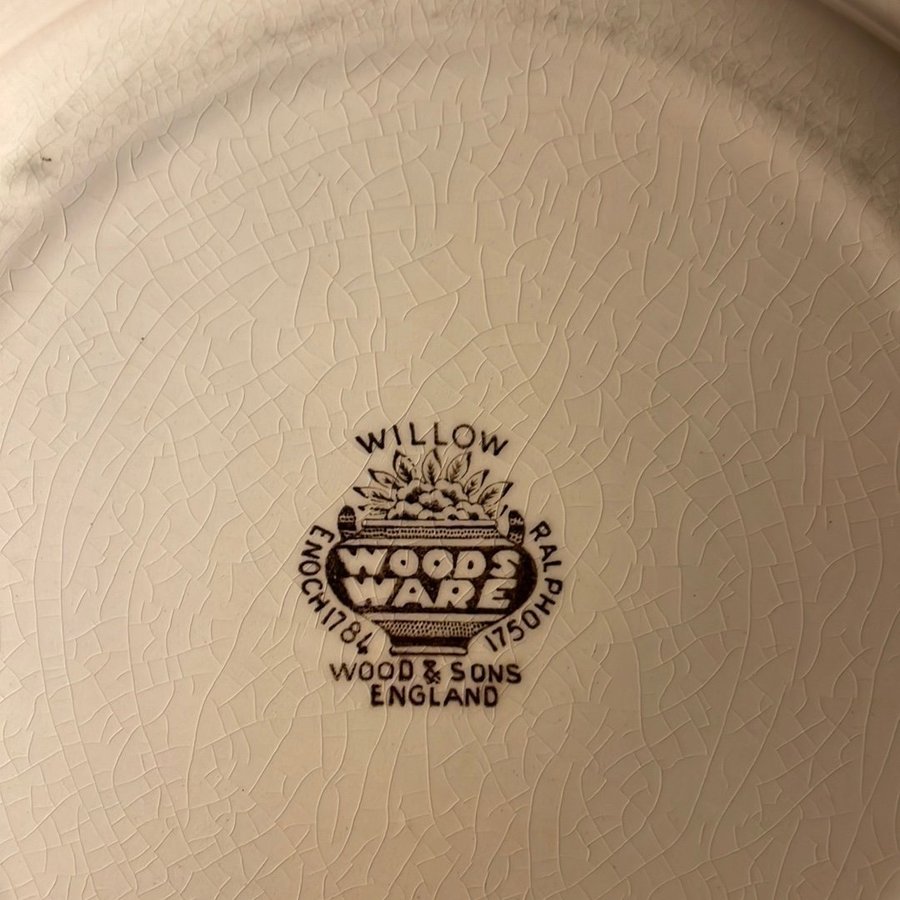 WILLOW
ENOCH 1784
RALPH 1750
WOODS
WARE
WOOD & SONS
ENGLAND